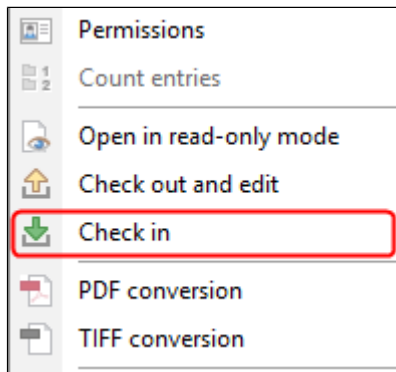 Permissions
Count entries
Open in read-only mode
Check out and edit
Check in
PDF conversion
TIFF conversion